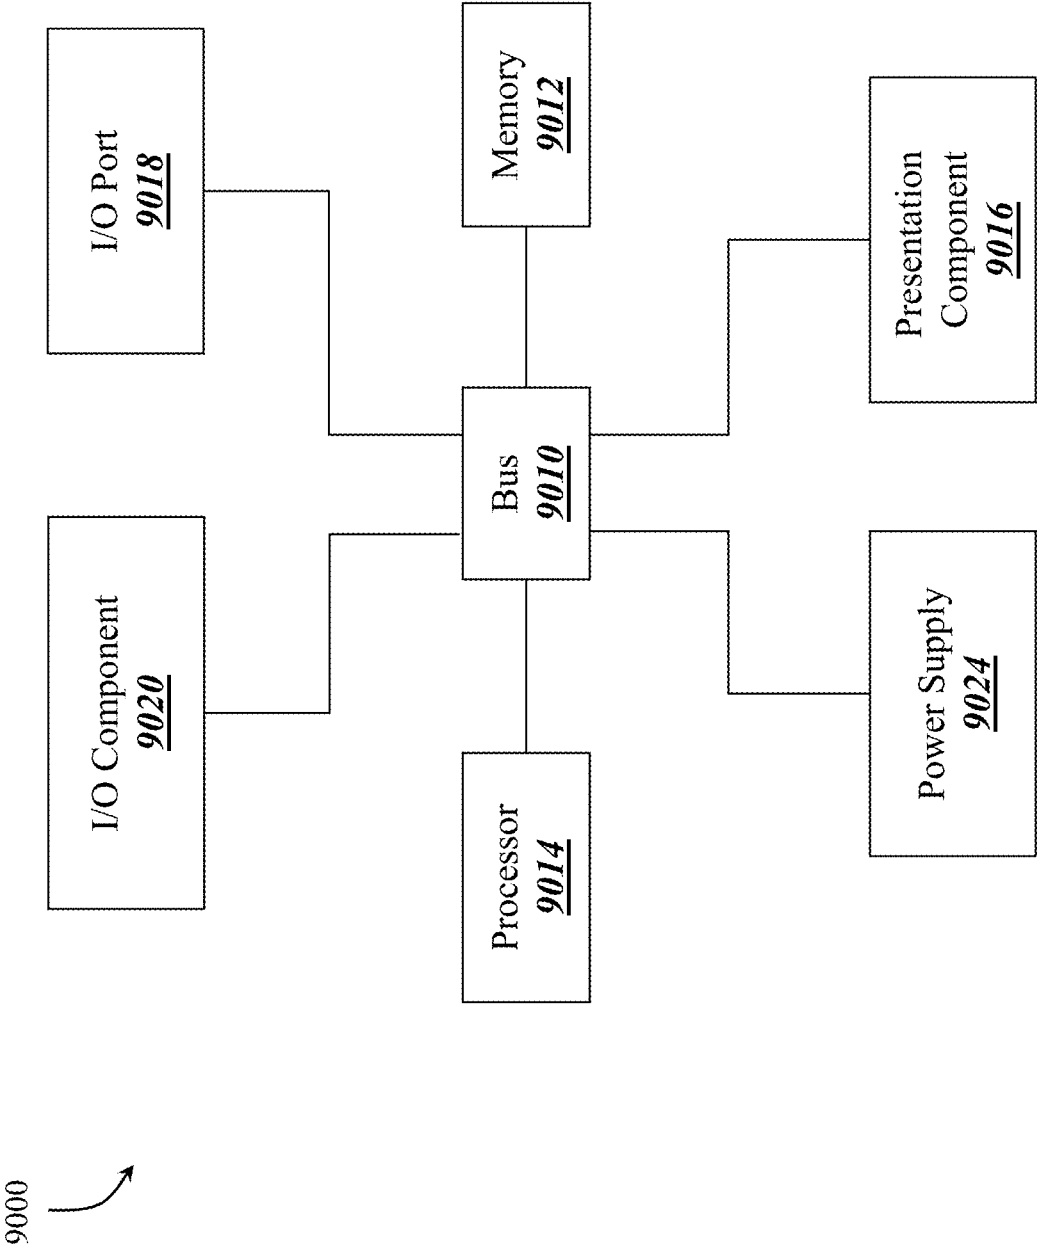 9000
I/O Component
9020
I/O Port
9018
Processor
9014
Bus
9010
Memory
9012
Power Supply
9024
Presentation
Component
9016